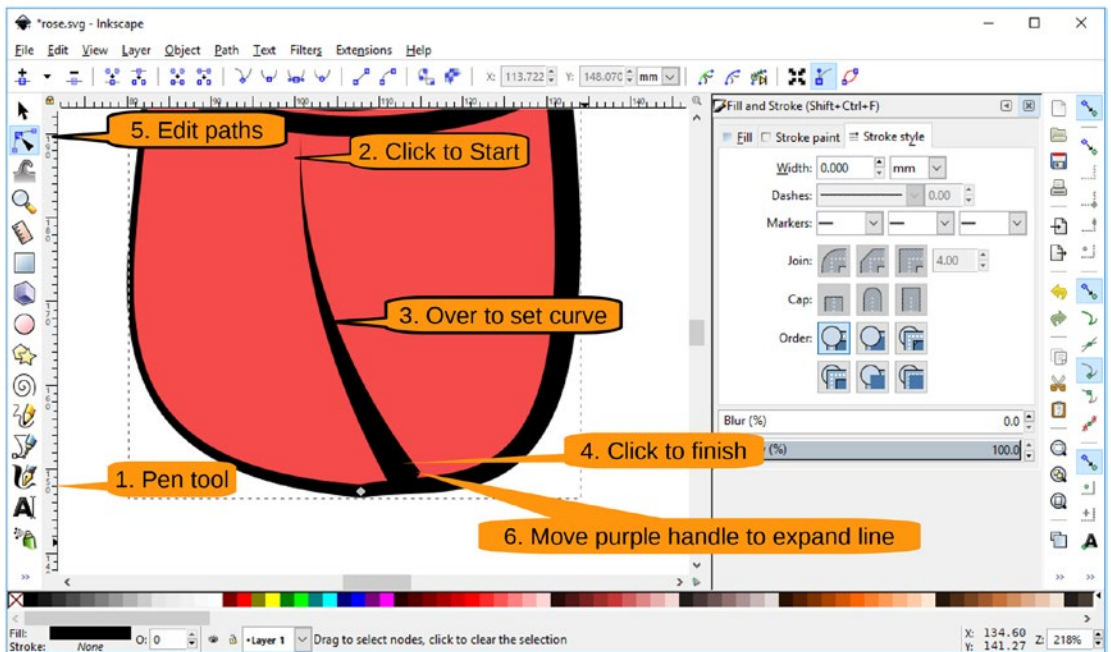 *rose.svg - Inkscape
File Edit View Layer Object Path Text Filters Extensions Help
X: 113.722 Y: 148.070 mm
Fill and Stroke (Shift+Ctrl+F)
5. Edit paths
2. Click to Start
Fill Stroke paint Stroke style
Width: 0.000 mm
Dashes: 0.00
Markers:
Join: 4.00
Cap:
3. Over to set curve
Order:
Blur (%) 0.0
4. Click to finish
(%) 100.0
1. Pen tool
6. Move purple handle to expand line
Fill:
Stroke: None
O: 0
•Layer 1
Drag to select nodes, click to clear the selection
X: 134.60
Y: 141.27
Z: 218%